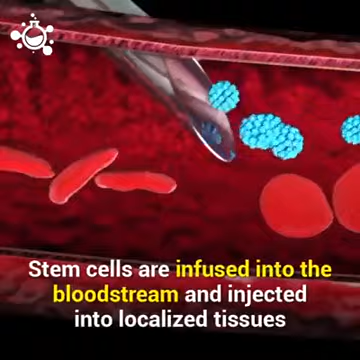 Stem cells are infused into the
bloodstream and injected
into localized tissues